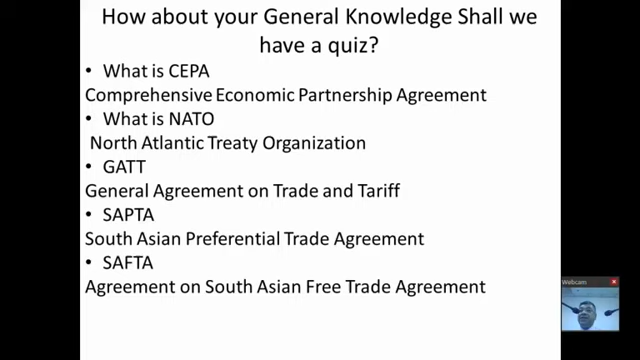 How about your General Knowledge Shall we
have a quiz?
• What is CEPA
Comprehensive Economic Partnership Agreement
• What is NATO
North Atlantic Treaty Organization
• GATT
General Agreement on Trade and Tariff
• SAPTA
South Asian Preferential Trade Agreement
• SAFTA
Agreement on South Asian Free Trade Agreement
Webcam